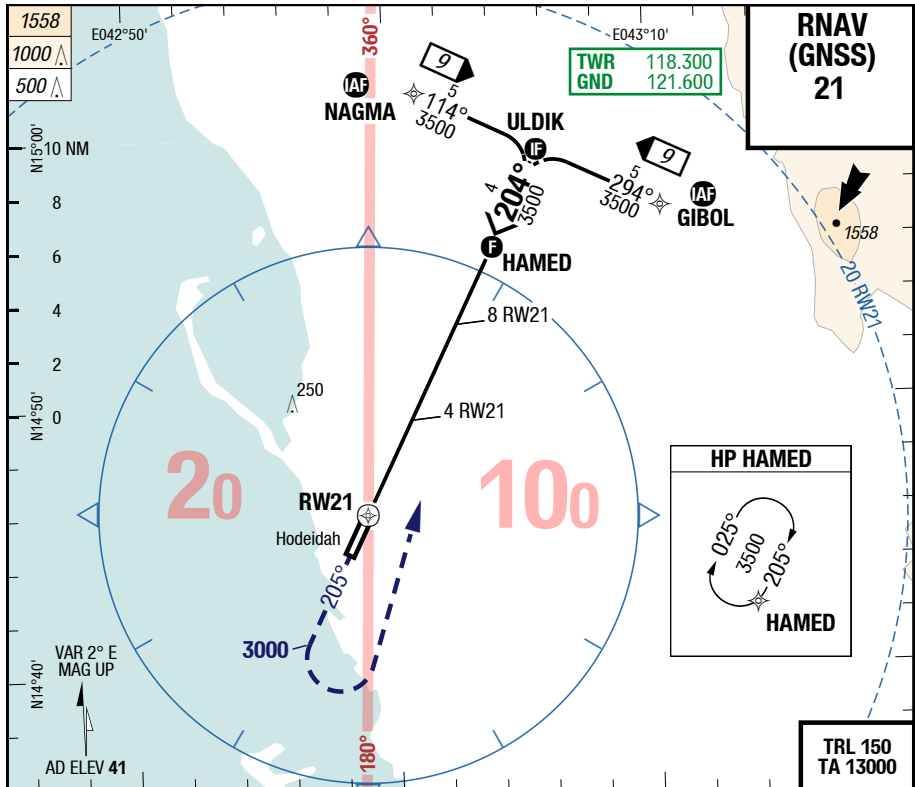 1558
1000
500
E042°50'
360°
E043°10'
TWR 118.300
GND 121.600
RNAV
(GNSS)
21
IAF
NAGMA
9
5
114°
3500
ULDIK
IF
9
5
294°
3500
IAF
GIBOL
4
204°
3500
F
HAMED
1558
20 RW21
N15°00'
10 NM
8
6
4
2
0
N14°50'
N14°40'
8 RW21
4 RW21
250
20
100
RW21
Hodeidah
205°
3000
HP HAMED
025°
3500
205°
HAMED
VAR 2° E
MAG UP
AD ELEV 41
180°
TRL 150
TA 13000